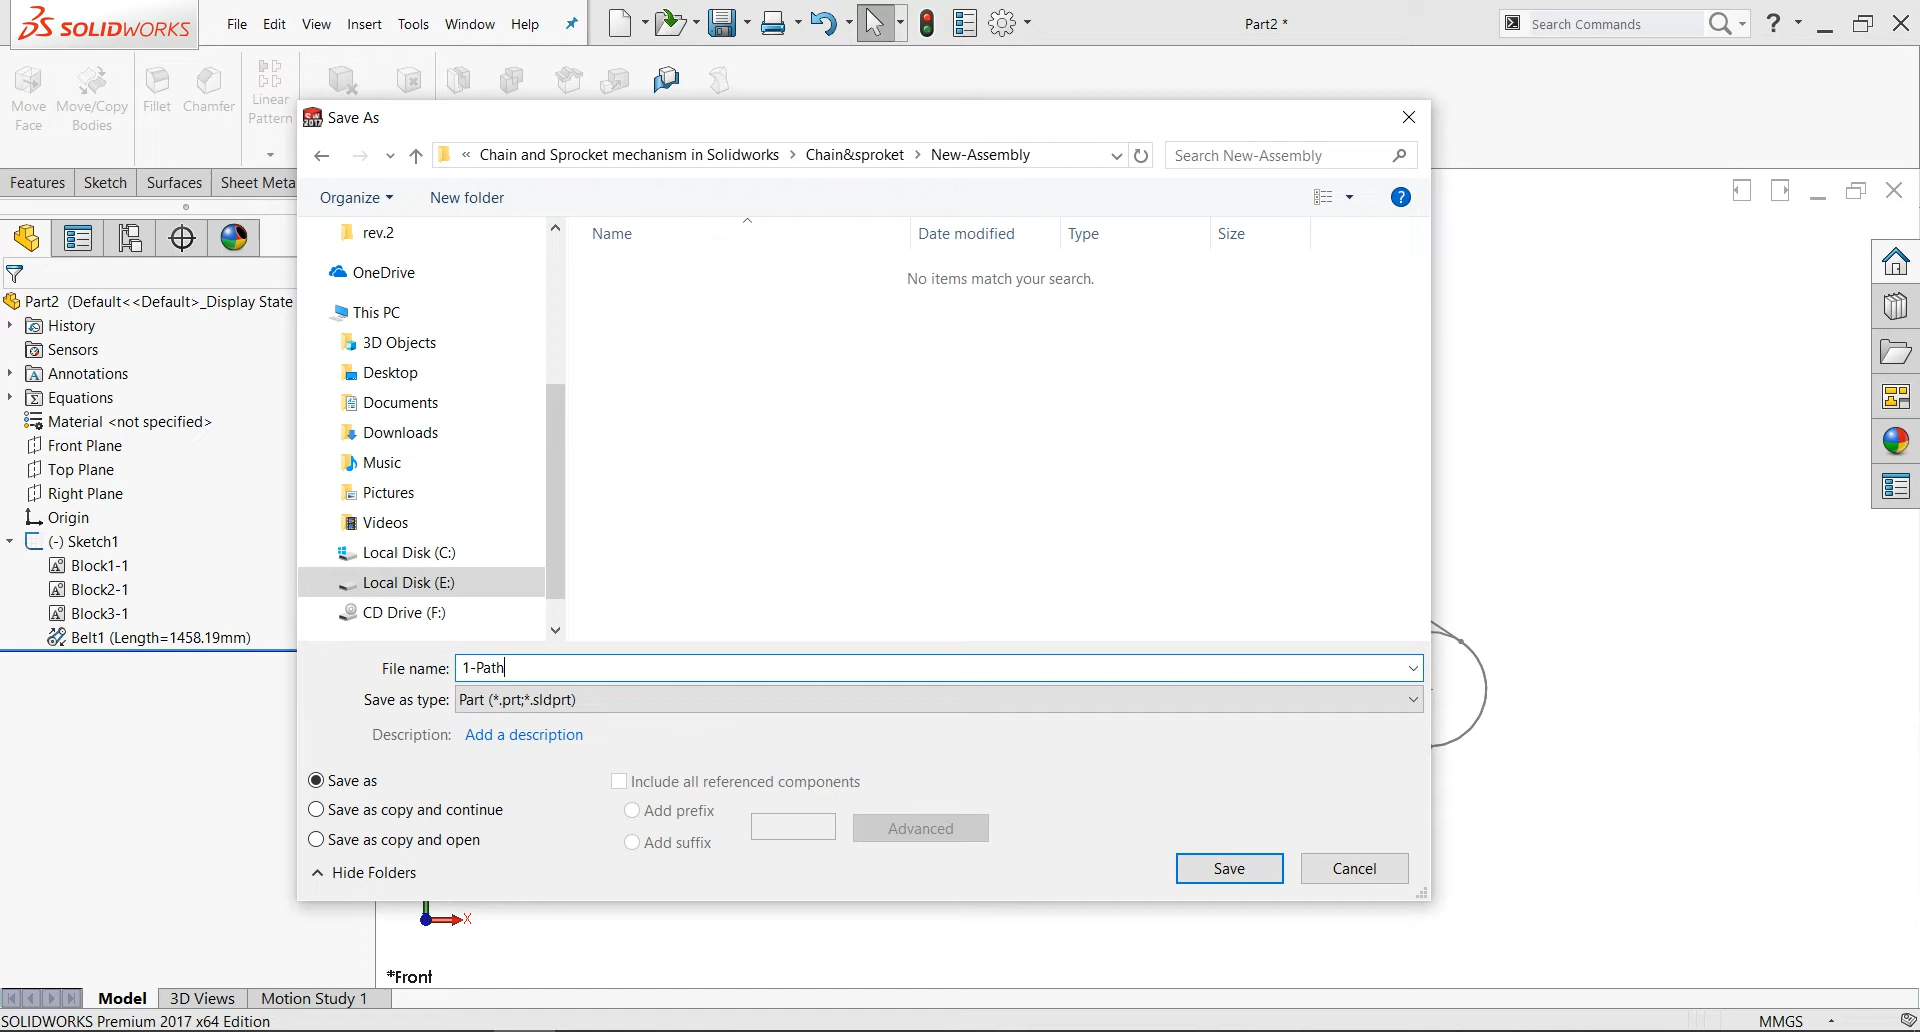 SOLIDWORKS File Edit View Insert Tools Window Help Part2 * Search Commands ?
Move Face Move/Copy Bodies Fillet Chamfer Linear Pattern
Features Sketch Surfaces Sheet Meta
Part2 (Default<<Default>_Display State
History
Sensors
Annotations
Equations
Material <not specified>
Front Plane
Top Plane
Right Plane
Origin
(-) Sketch1
Block1-1
Block2-1
Block3-1
Belt1 (Length=1458.19mm)
Save As
« Chain and Sprocket mechanism in Solidworks > Chain&sproket > New-Assembly Search New-Assembly
Organize New folder ?
rev.2
OneDrive
This PC
3D Objects
Desktop
Documents
Downloads
Music
Pictures
Videos
Local Disk (C:)
Local Disk (E:)
CD Drive (F:)
Name Date modified Type Size
No items match your search.
File name: 1-Path
Save as type: Part (*.prt;*.sldprt)
Description: Add a description
Save as
Save as copy and continue
Save as copy and open
Include all referenced components
Add prefix
Add suffix
Advanced
Hide Folders
Save Cancel
X
*Front
Model 3D Views Motion Study 1
SOLIDWORKS Premium 2017 x64 Edition MMGS